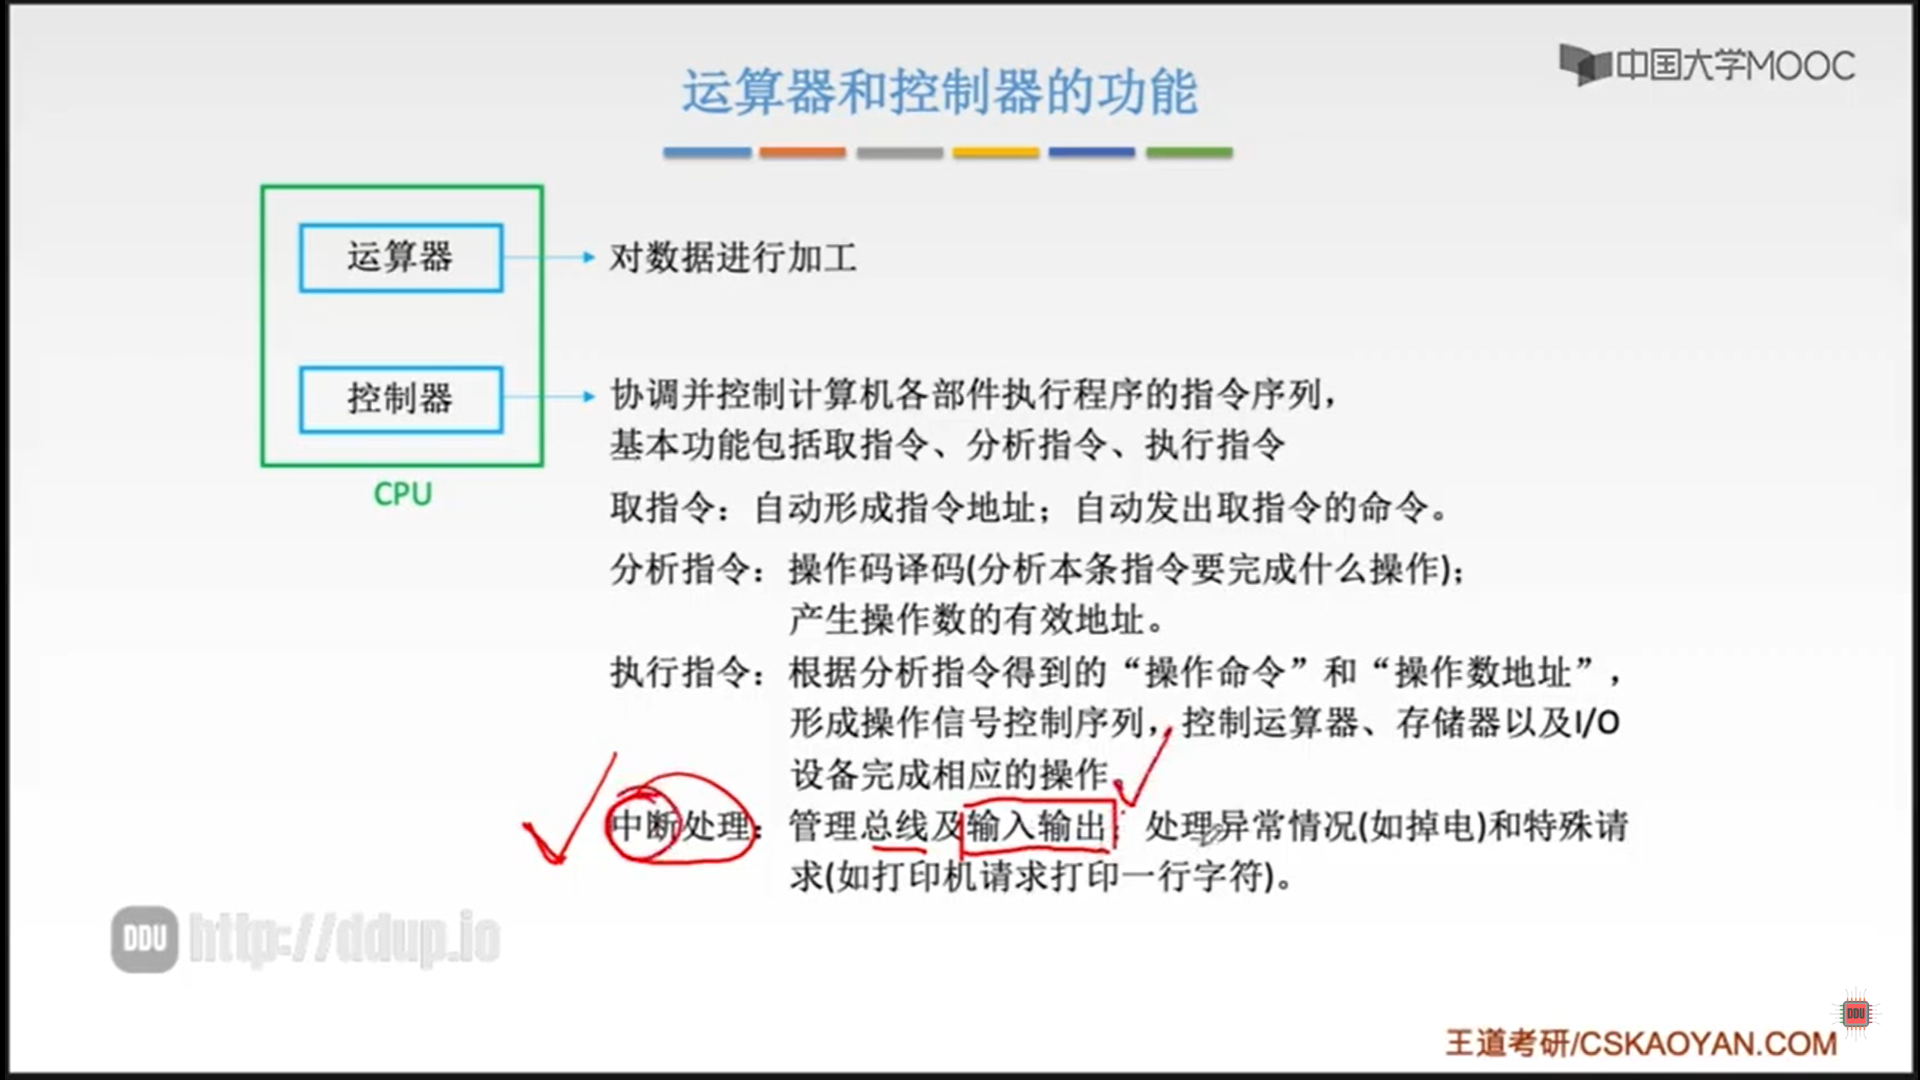 中国大学MOOC
运算器和控制器的功能
运算器
对数据进行加工
控制器
协调并控制计算机各部件执行程序的指令序列，
基本功能包括取指令、分析指令、执行指令
CPU
取指令：自动形成指令地址；自动发出取指令的命令。
分析指令：操作码译码(分析本条指令要完成什么操作)；
产生操作数的有效地址。
执行指令：根据分析指令得到的“操作命令”和“操作数地址”，
形成操作信号控制序列，控制运算器、存储器以及I/O
设备完成相应的操作。
中断处理：管理总线及输入输出；处理异常情况(如掉电)和特殊请
求(如打印机请求打印一行字符)。
DDU http://ddup.io
DDU
王道考研/CSKAOYAN.COM